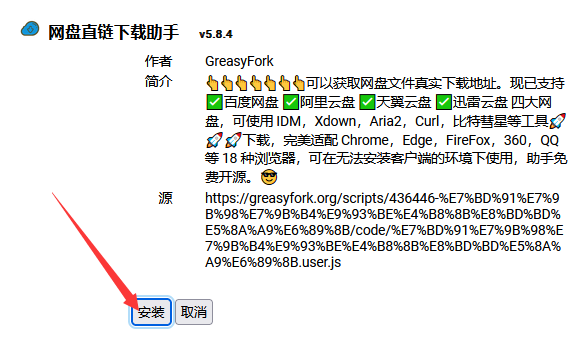 网盘直链下载助手 v5.8.4
作者 GreasyFork
简介 👆👆👆👆👆👆👆可以获取网盘文件真实下载地址。现已支持
✅百度网盘 ✅阿里云盘 ✅天翼云盘 ✅迅雷云盘 四大网
盘，可使用 IDM，Xdown，Aria2，Curl，比特彗星等工具🚀
🚀🚀下载，完美适配 Chrome，Edge，FireFox，360，QQ
等 18 种浏览器，可在无法安装客户端的环境下使用，助手免
费开源。😎
源 https://greasyfork.org/scripts/436446-%E7%BD%91%E7%9
B%98%E7%9B%B4%E9%93%BE%E4%B8%8B%E8%BD%BD%
E5%8A%A9%E6%89%8B/code/%E7%BD%91%E7%9B%98%E
7%9B%B4%E9%93%BE%E4%B8%8B%E8%BD%BD%E5%8A%
A9%E6%89%8B.user.js
安装 取消